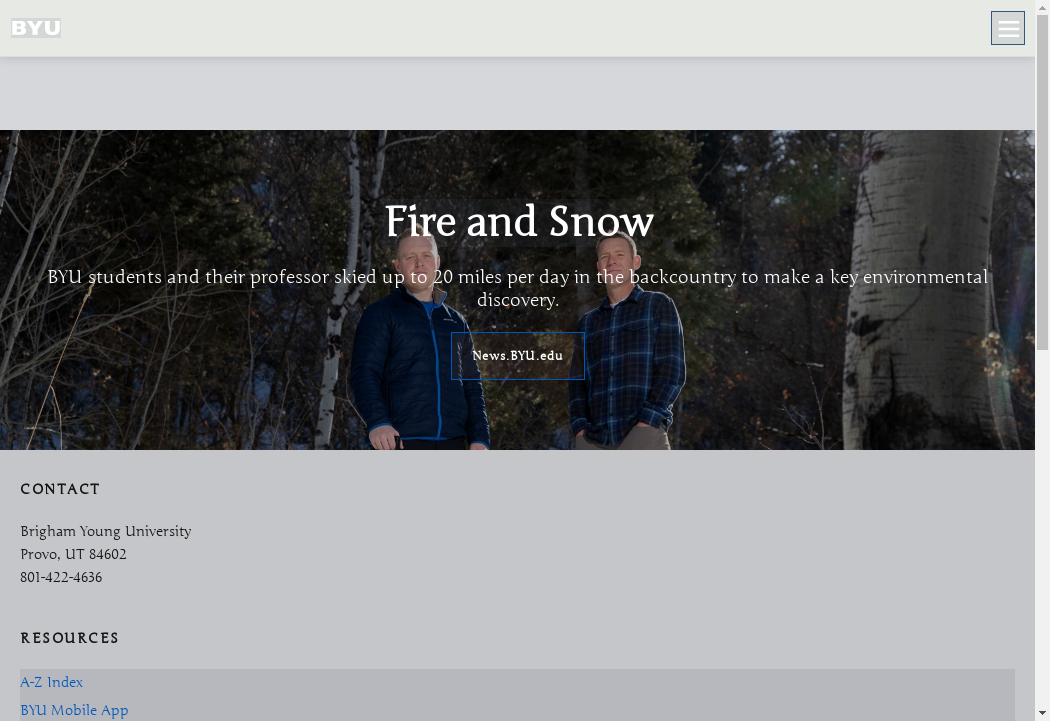 BYU
Fire and Snow
BYU students and their professor skied up to 20 miles per day in the backcountry to make a key environmental
discovery.
News.BYU.edu
CONTACT
Brigham Young University
Provo, UT 84602
801-422-4636
RESOURCES
A-Z Index
BYU Mobile App